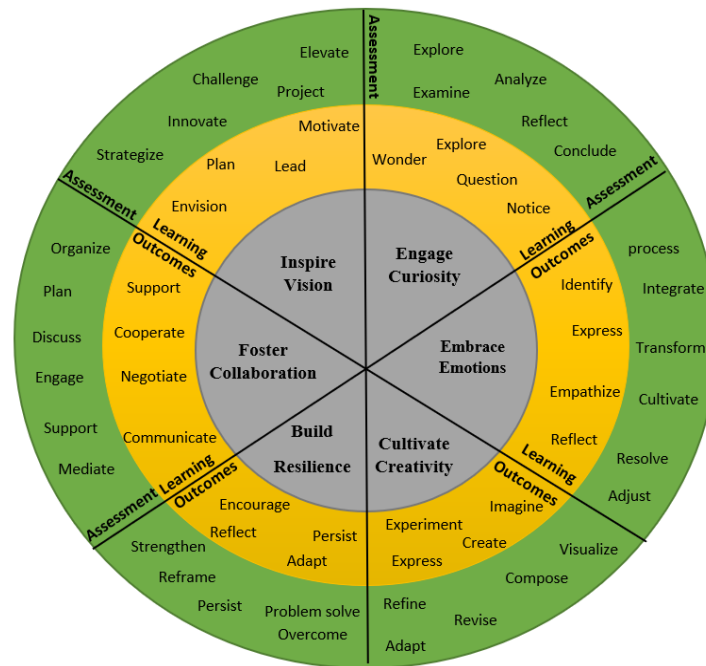 Elevate
Challenge
Project
Innovate
Strategize
Assessment
Explore
Analyze
Examine
Reflect
Conclude
Assessment
Motivate
Plan
Lead
Envision
Learning
Outcomes
Explore
Wonder
Question
Notice
Learning
Outcomes
Inspire
Vision
Engage
Curiosity
Embrace
Emotions
Cultivate
Creativity
Build
Resilience
Foster
Collaboration
process
Integrate
Transform
Cultivate
Resolve
Adjust
Identify
Express
Empathize
Reflect
Learning
Outcomes
Imagine
Experiment
Create
Express
Visualize
Compose
Refine
Revise
Adapt
Encourage
Reflect
Persist
Adapt
Strengthen
Reframe
Persist
Problem solve
Overcome
Assessment
Learning
Outcomes
Support
Cooperate
Negotiate
Communicate
Assessment
Organize
Plan
Discuss
Engage
Support
Mediate